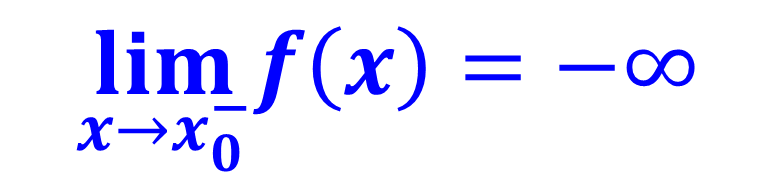 lim f(x) = −∞
x→x₀⁻